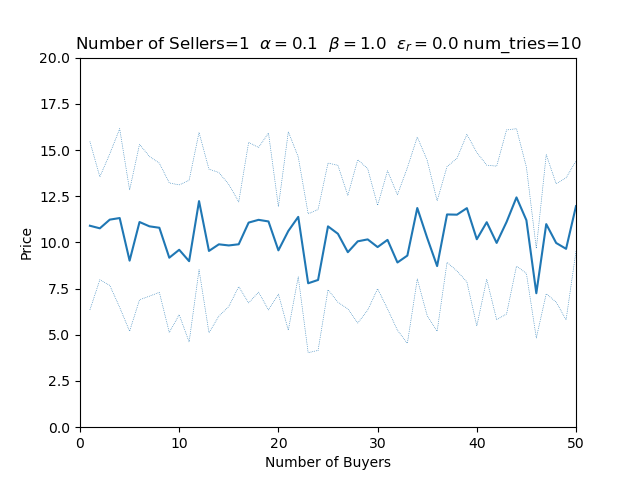 Number of Sellers=1 α = 0.1 β = 1.0 ε_r = 0.0 num_tries=10
20.0
17.5
15.0
12.5
10.0
7.5
5.0
2.5
0.0
Price
0 10 20 30 40 50
Number of Buyers